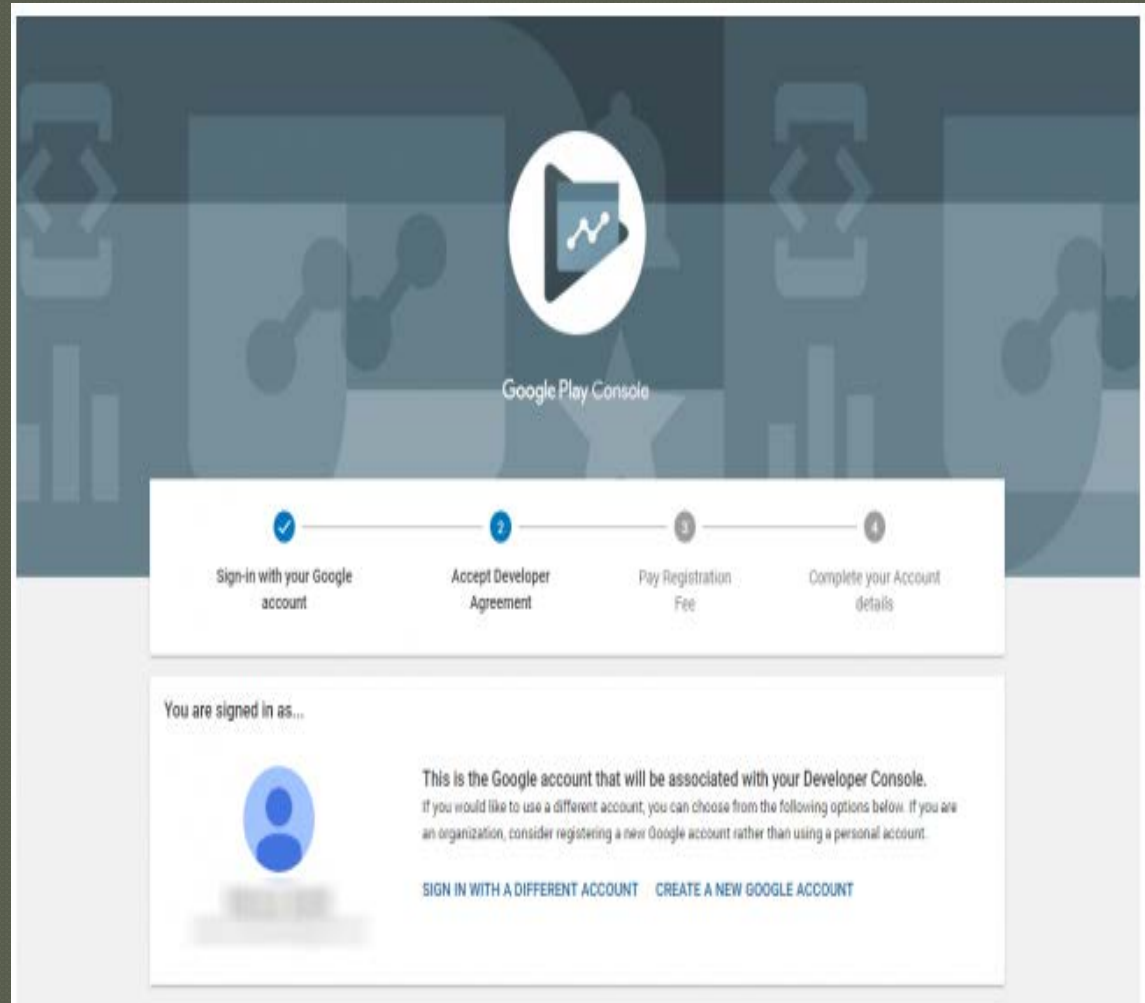 Google Play Console
2
3
4
Sign-in with your Google
account
Accept Developer
Agreement
Pay Registration
Fee
Complete your Account
details
You are signed in as...
This is the Google account that will be associated with your Developer Console.
If you would like to use a different account, you can choose from the following options below. If you are
an organization, consider registering a new Google account rather than using a personal account.
SIGN IN WITH A DIFFERENT ACCOUNT CREATE A NEW GOOGLE ACCOUNT